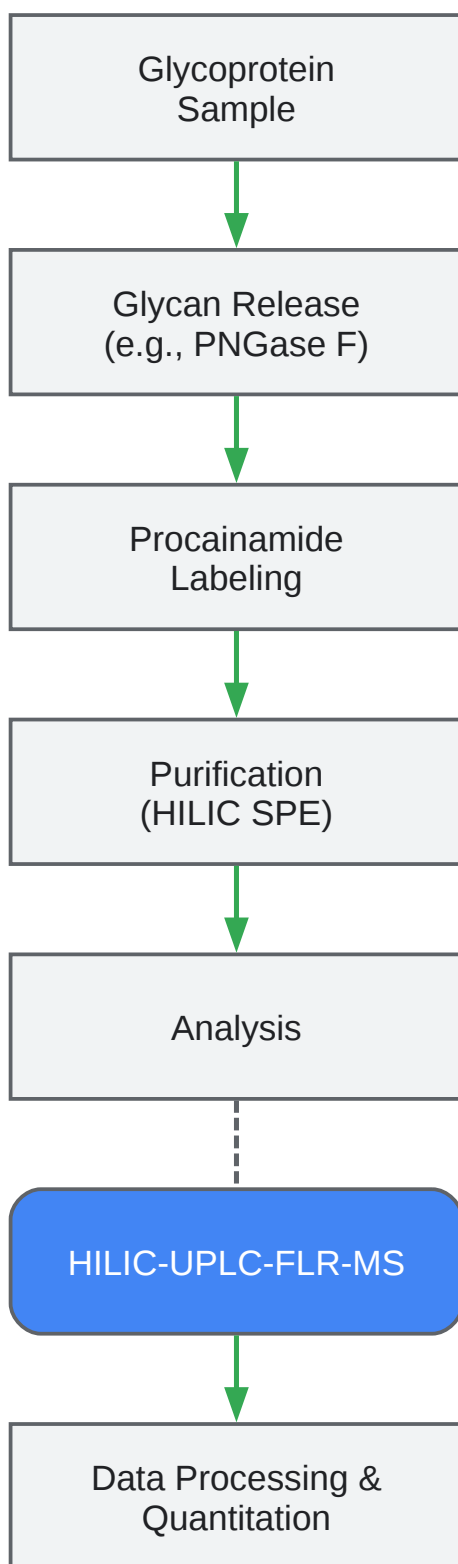 Glycoprotein
Sample
Glycan Release
(e.g., PNGase F)
Procainamide
Labeling
Purification
(HILIC SPE)
Analysis
HILIC-UPLC-FLR-MS
Data Processing &
Quantitation